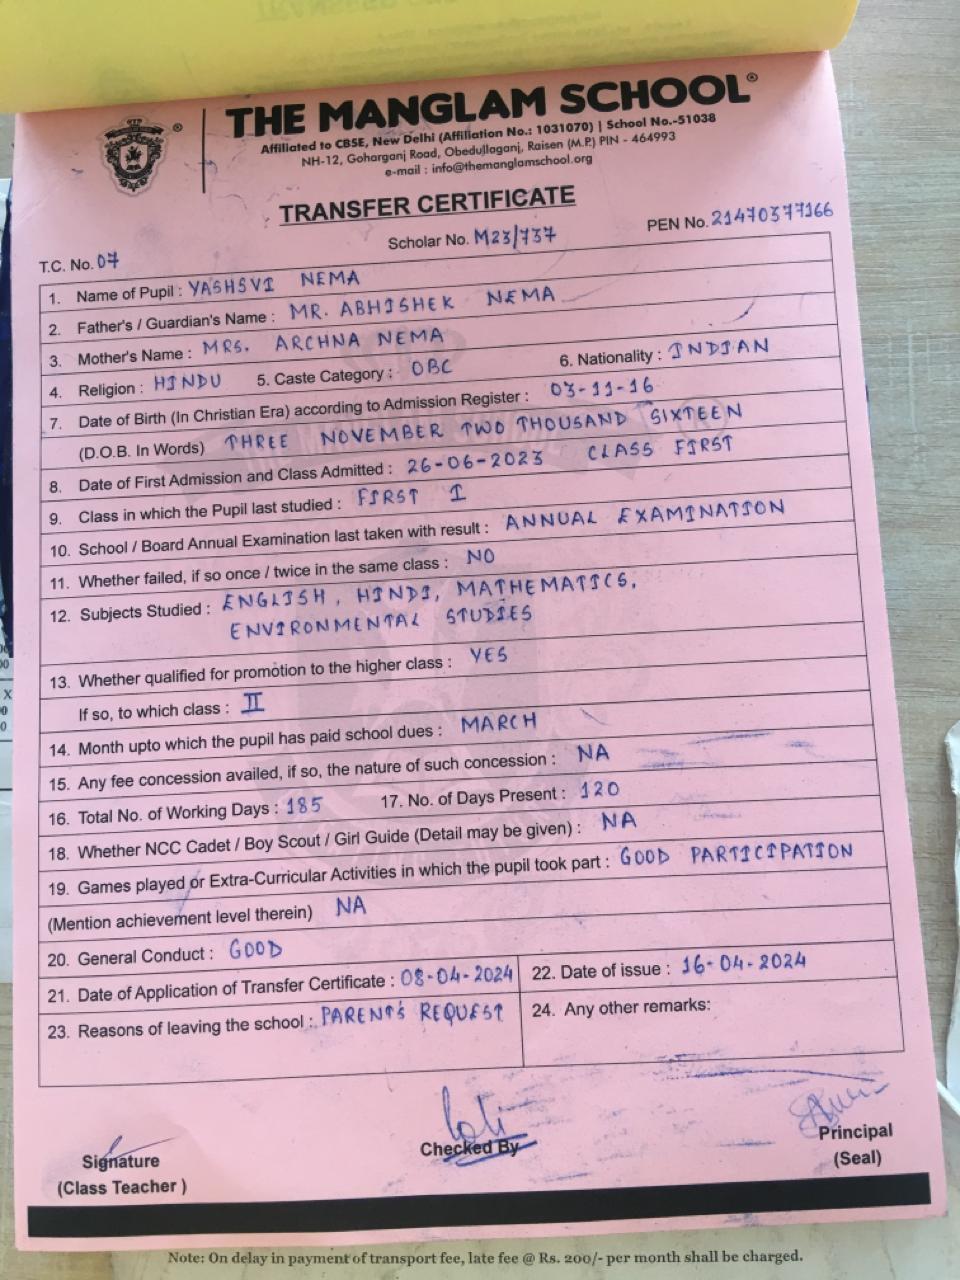 THE MANGLAM SCHOOL®
Affiliated to CBSE, New Delhi (Affiliation No.: 1031070) | School No.-51038
NH-12, Goharganj Road, Obedullaganj, Raisen (M.P.) PIN - 464993
e-mail : info@themanglamschool.org
TRANSFER CERTIFICATE
T.C. No. 07 Scholar No. M23/737 PEN No. 21470377166
1. Name of Pupil : YASHSVI NEMA
2. Father's / Guardian's Name : MR. ABHISHEK NEMA
3. Mother's Name : MRS. ARCHNA NEMA
4. Religion : HINDU 5. Caste Category : OBC 6. Nationality : INDIAN
7. Date of Birth (In Christian Era) according to Admission Register : 03-11-16
(D.O.B. In Words) THREE NOVEMBER TWO THOUSAND SIXTEEN
8. Date of First Admission and Class Admitted : 26-06-2023 CLASS FIRST
9. Class in which the Pupil last studied : FIRST I
10. School / Board Annual Examination last taken with result : ANNUAL EXAMINATION
11. Whether failed, if so once / twice in the same class : NO
12. Subjects Studied : ENGLISH, HINDI, MATHEMATICS,
ENVIRONMENTAL STUDIES
13. Whether qualified for promotion to the higher class : YES
If so, to which class : II
14. Month upto which the pupil has paid school dues : MARCH
15. Any fee concession availed, if so, the nature of such concession : NA
16. Total No. of Working Days : 185 17. No. of Days Present : 120
18. Whether NCC Cadet / Boy Scout / Girl Guide (Detail may be given) : NA
19. Games played or Extra-Curricular Activities in which the pupil took part : GOOD PARTICIPATION
(Mention achievement level therein) NA
20. General Conduct : GOOD
21. Date of Application of Transfer Certificate : 08-04-2024 22. Date of issue : 16-04-2024
23. Reasons of leaving the school : PARENT'S REQUEST 24. Any other remarks:
Signature Checked By Principal
(Class Teacher ) (Seal)
Note: On delay in payment of transport fee, late fee @ Rs. 200/- per month shall be charged.